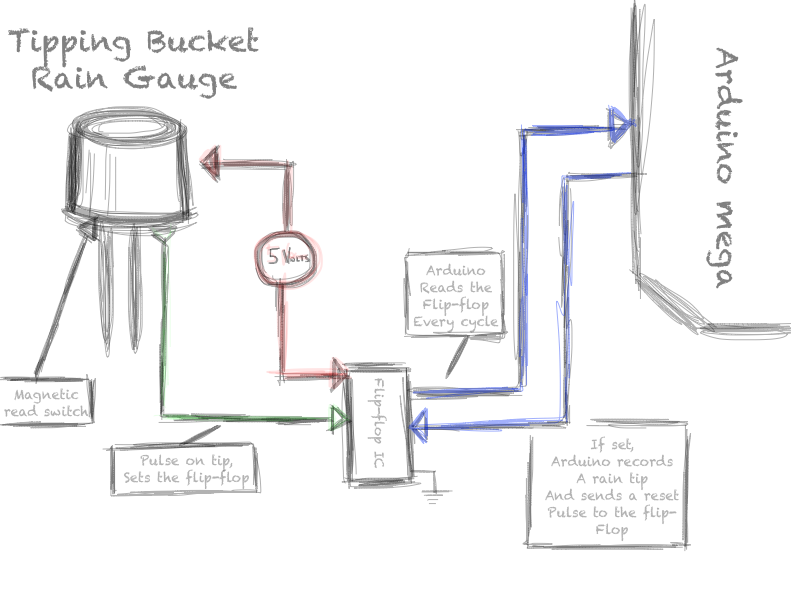 Tipping Bucket
Rain Gauge
Arduino mega
5 Volts
Arduino
Reads the
Flip-flop
Every cycle
Magnetic
read switch
Flip-flop IC
Pulse on tip,
Sets the flip-flop
If set,
Arduino records
A rain tip
And sends a reset
Pulse to the flip-
Flop